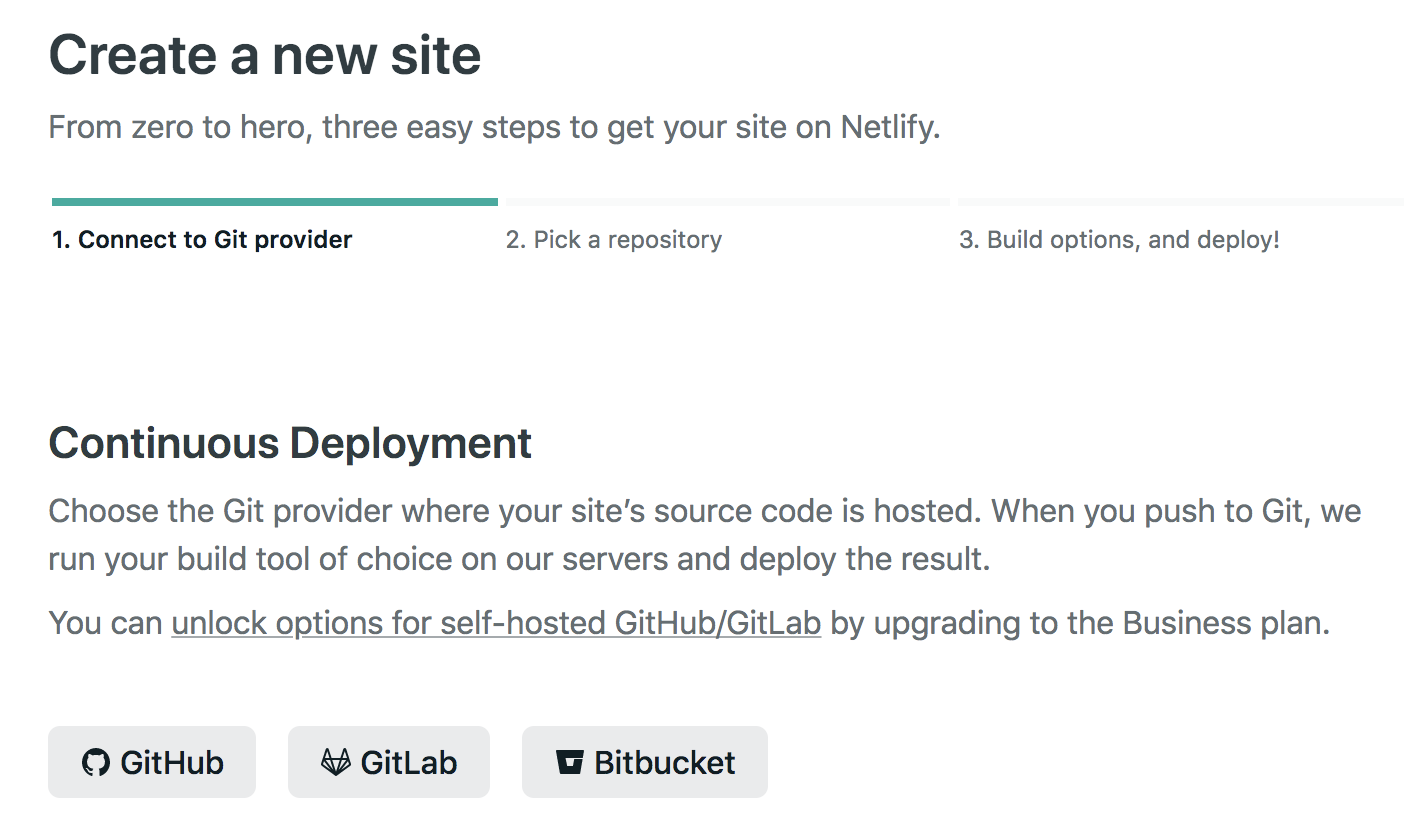 Create a new site
From zero to hero, three easy steps to get your site on Netlify.
1. Connect to Git provider
2. Pick a repository
3. Build options, and deploy!
Continuous Deployment
Choose the Git provider where your site’s source code is hosted. When you push to Git, we
run your build tool of choice on our servers and deploy the result.
You can unlock options for self-hosted GitHub/GitLab by upgrading to the Business plan.
GitHub
GitLab
Bitbucket